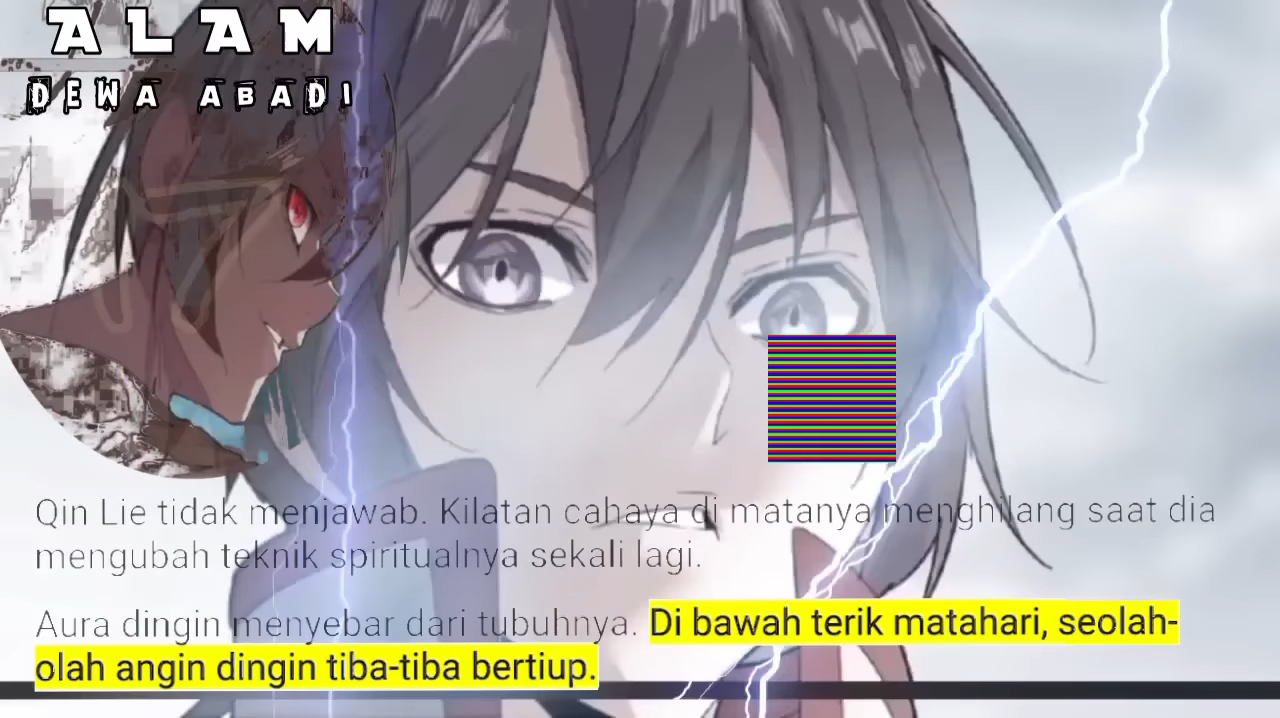 ALAM
DEWA ABADI
Qin Lie tidak menjawab. Kilatan cahaya di matanya menghilang saat dia
mengubah teknik spiritualnya sekali lagi.
Aura dingin menyebar dari tubuhnya. Di bawah terik matahari, seolah-
olah angin dingin tiba-tiba bertiup.